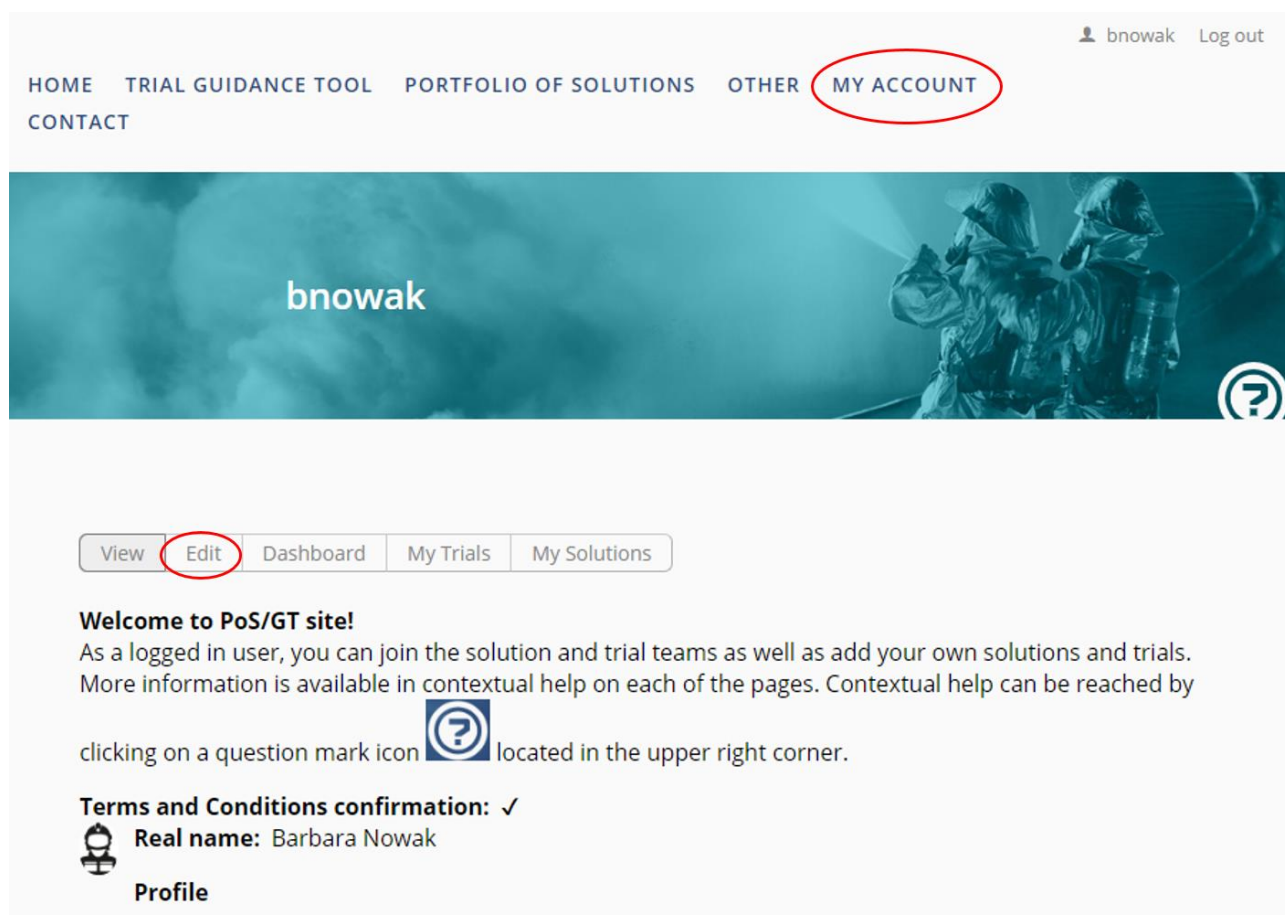 bnowak Log out
HOME TRIAL GUIDANCE TOOL PORTFOLIO OF SOLUTIONS OTHER MY ACCOUNT
CONTACT
bnowak
View Edit Dashboard My Trials My Solutions
Welcome to PoS/GT site!
As a logged in user, you can join the solution and trial teams as well as add your own solutions and trials.
More information is available in contextual help on each of the pages. Contextual help can be reached by
clicking on a question mark icon located in the upper right corner.
Terms and Conditions confirmation: ✓
Real name: Barbara Nowak
Profile